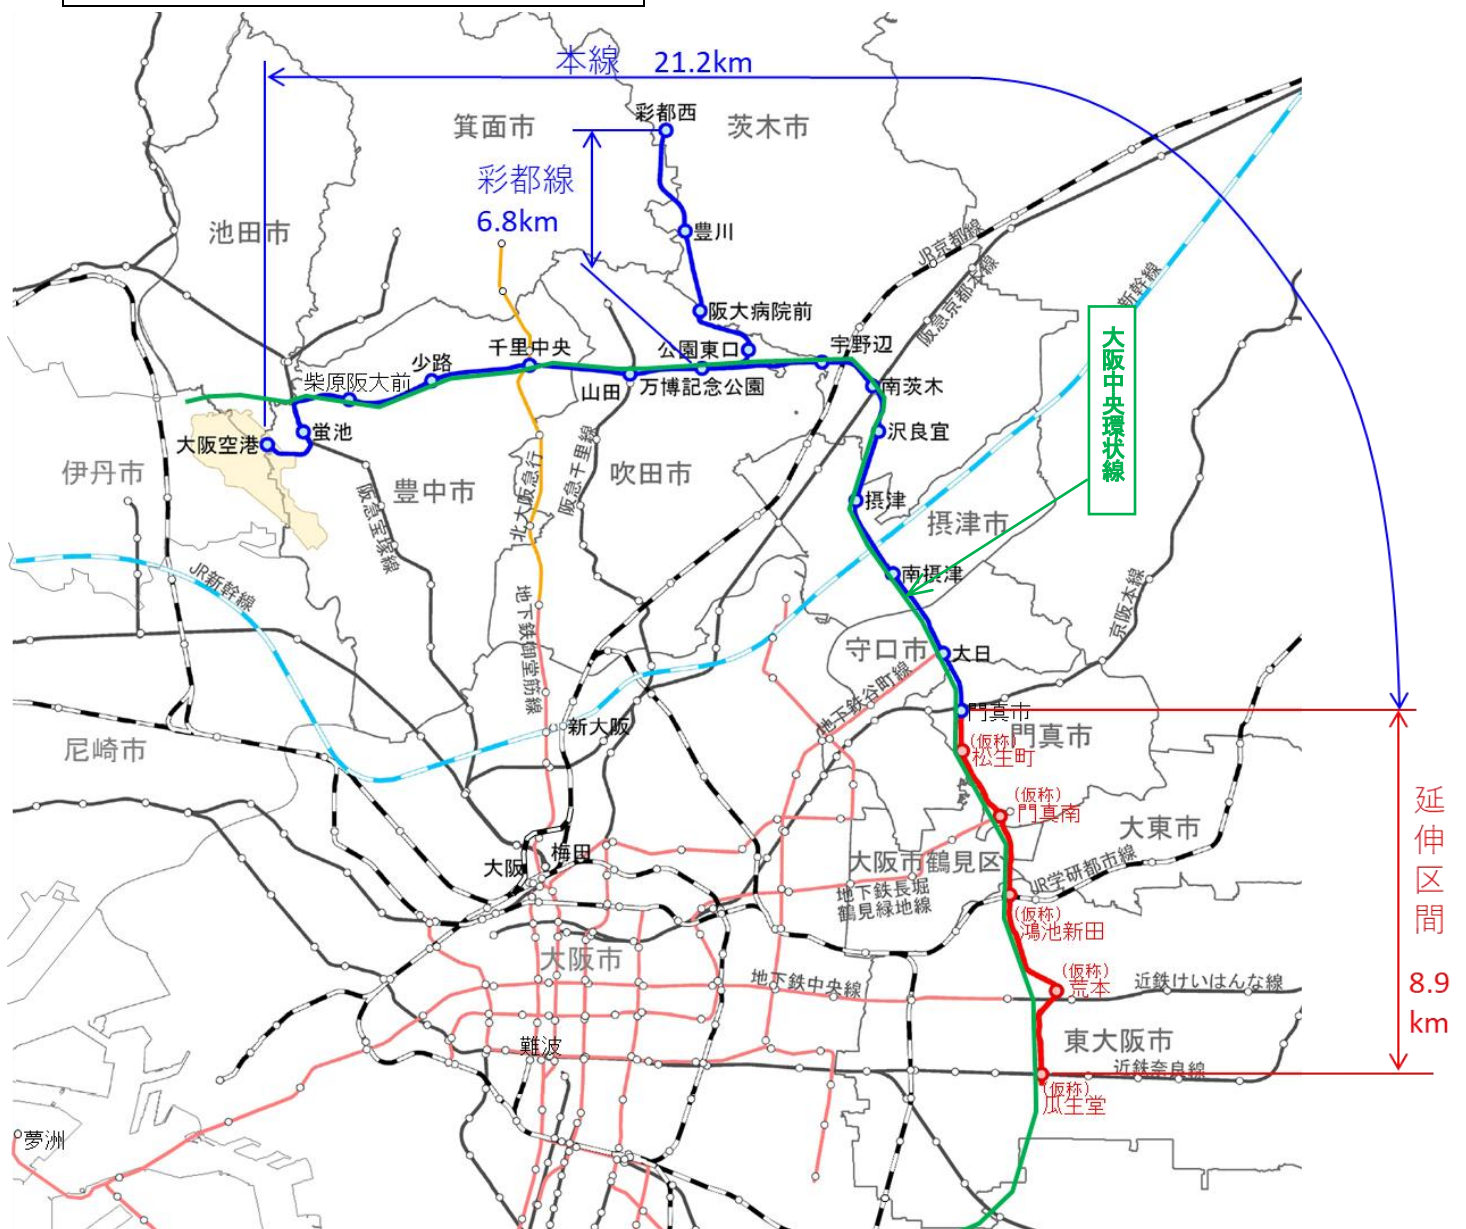 本線 21.2km
彩都西
箕面市
茨木市
彩都線
6.8km
池田市
豊川
JR京都線
阪急京都本線
新幹線
阪大病院前
大阪中央環状線
千里中央
公園東口
宇野辺
少路
柴原阪大前
山田
万博記念公園
南茨木
蛍池
大阪空港
沢良宜
伊丹市
豊中市
吹田市
北大阪急行
阪急千里線
阪急宝塚線
摂津
摂津市
南摂津
JR新幹線
地下鉄御堂筋線
京阪本線
守口市
大日
地下鉄谷町線
門真市
新大阪
門真市
(仮称)
松生町
尼崎市
(仮称)
門真南
延伸区間
8.9
km
大東市
大阪
梅田
大阪市鶴見区
JR学研都市線
地下鉄長堀
鶴見緑地線
(仮称)
鴻池新田
大阪市
地下鉄中央線
(仮称)
荒本
近鉄けいはんな線
難波
東大阪市
近鉄奈良線
(仮称)
瓜生堂
夢洲